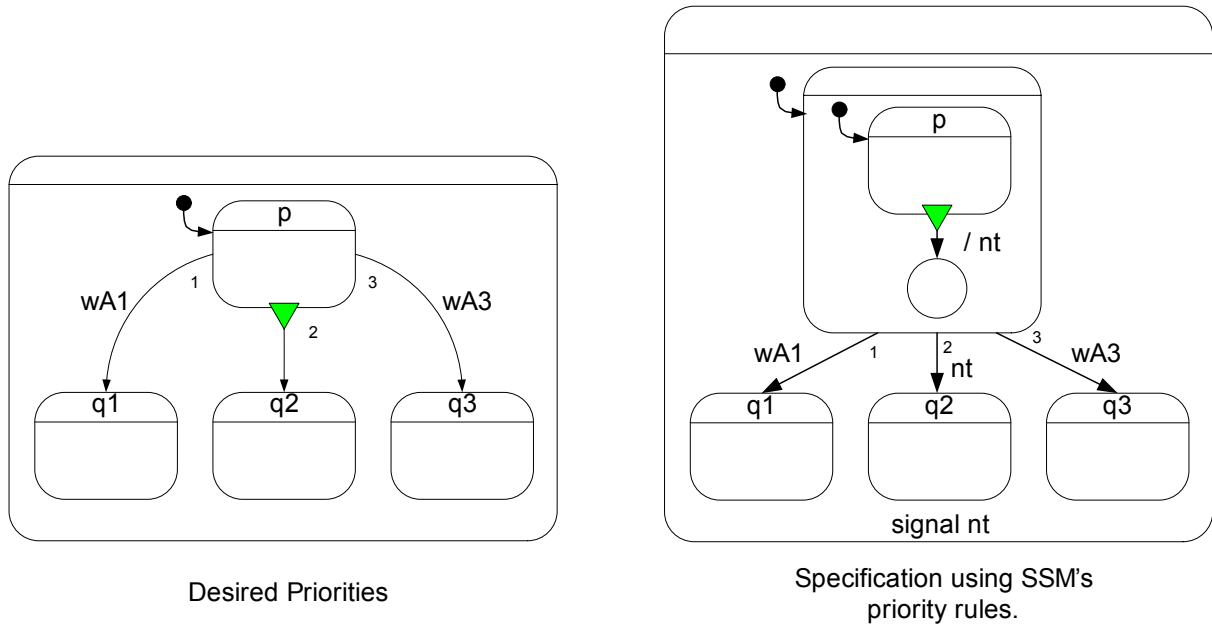 p
1
3
wA1
wA3
2
q1
q2
q3
Desired Priorities
p
/ nt
wA1
1
2
3
wA3
nt
q1
q2
q3
signal nt
Specification using SSM's
priority rules.